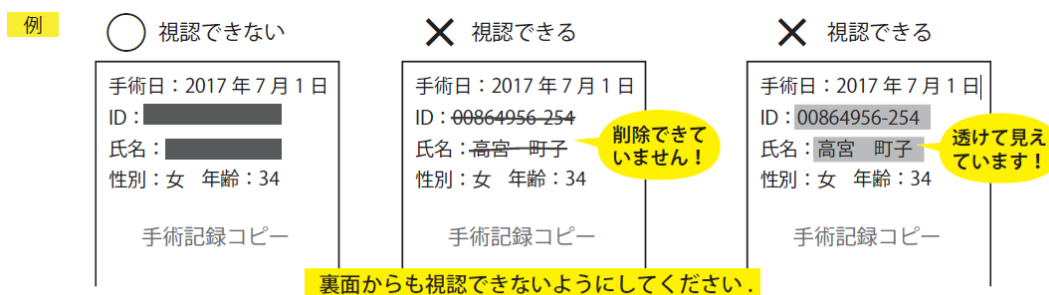 例
○ 視認できない
手術日：2017 年 7 月 1 日
ID：
氏名：
性別：女　年齢：34
手術記録コピー
× 視認できる
手術日：2017 年 7 月 1 日
ID：00864956-254
氏名：高宮　町子
性別：女　年齢：34
手術記録コピー
削除できて
いません！
× 視認できる
手術日：2017 年 7 月 1 日
ID：00864956-254
氏名：高宮　町子
性別：女　年齢：34
手術記録コピー
透けて見え
ています！
裏面からも視認できないようにしてください .